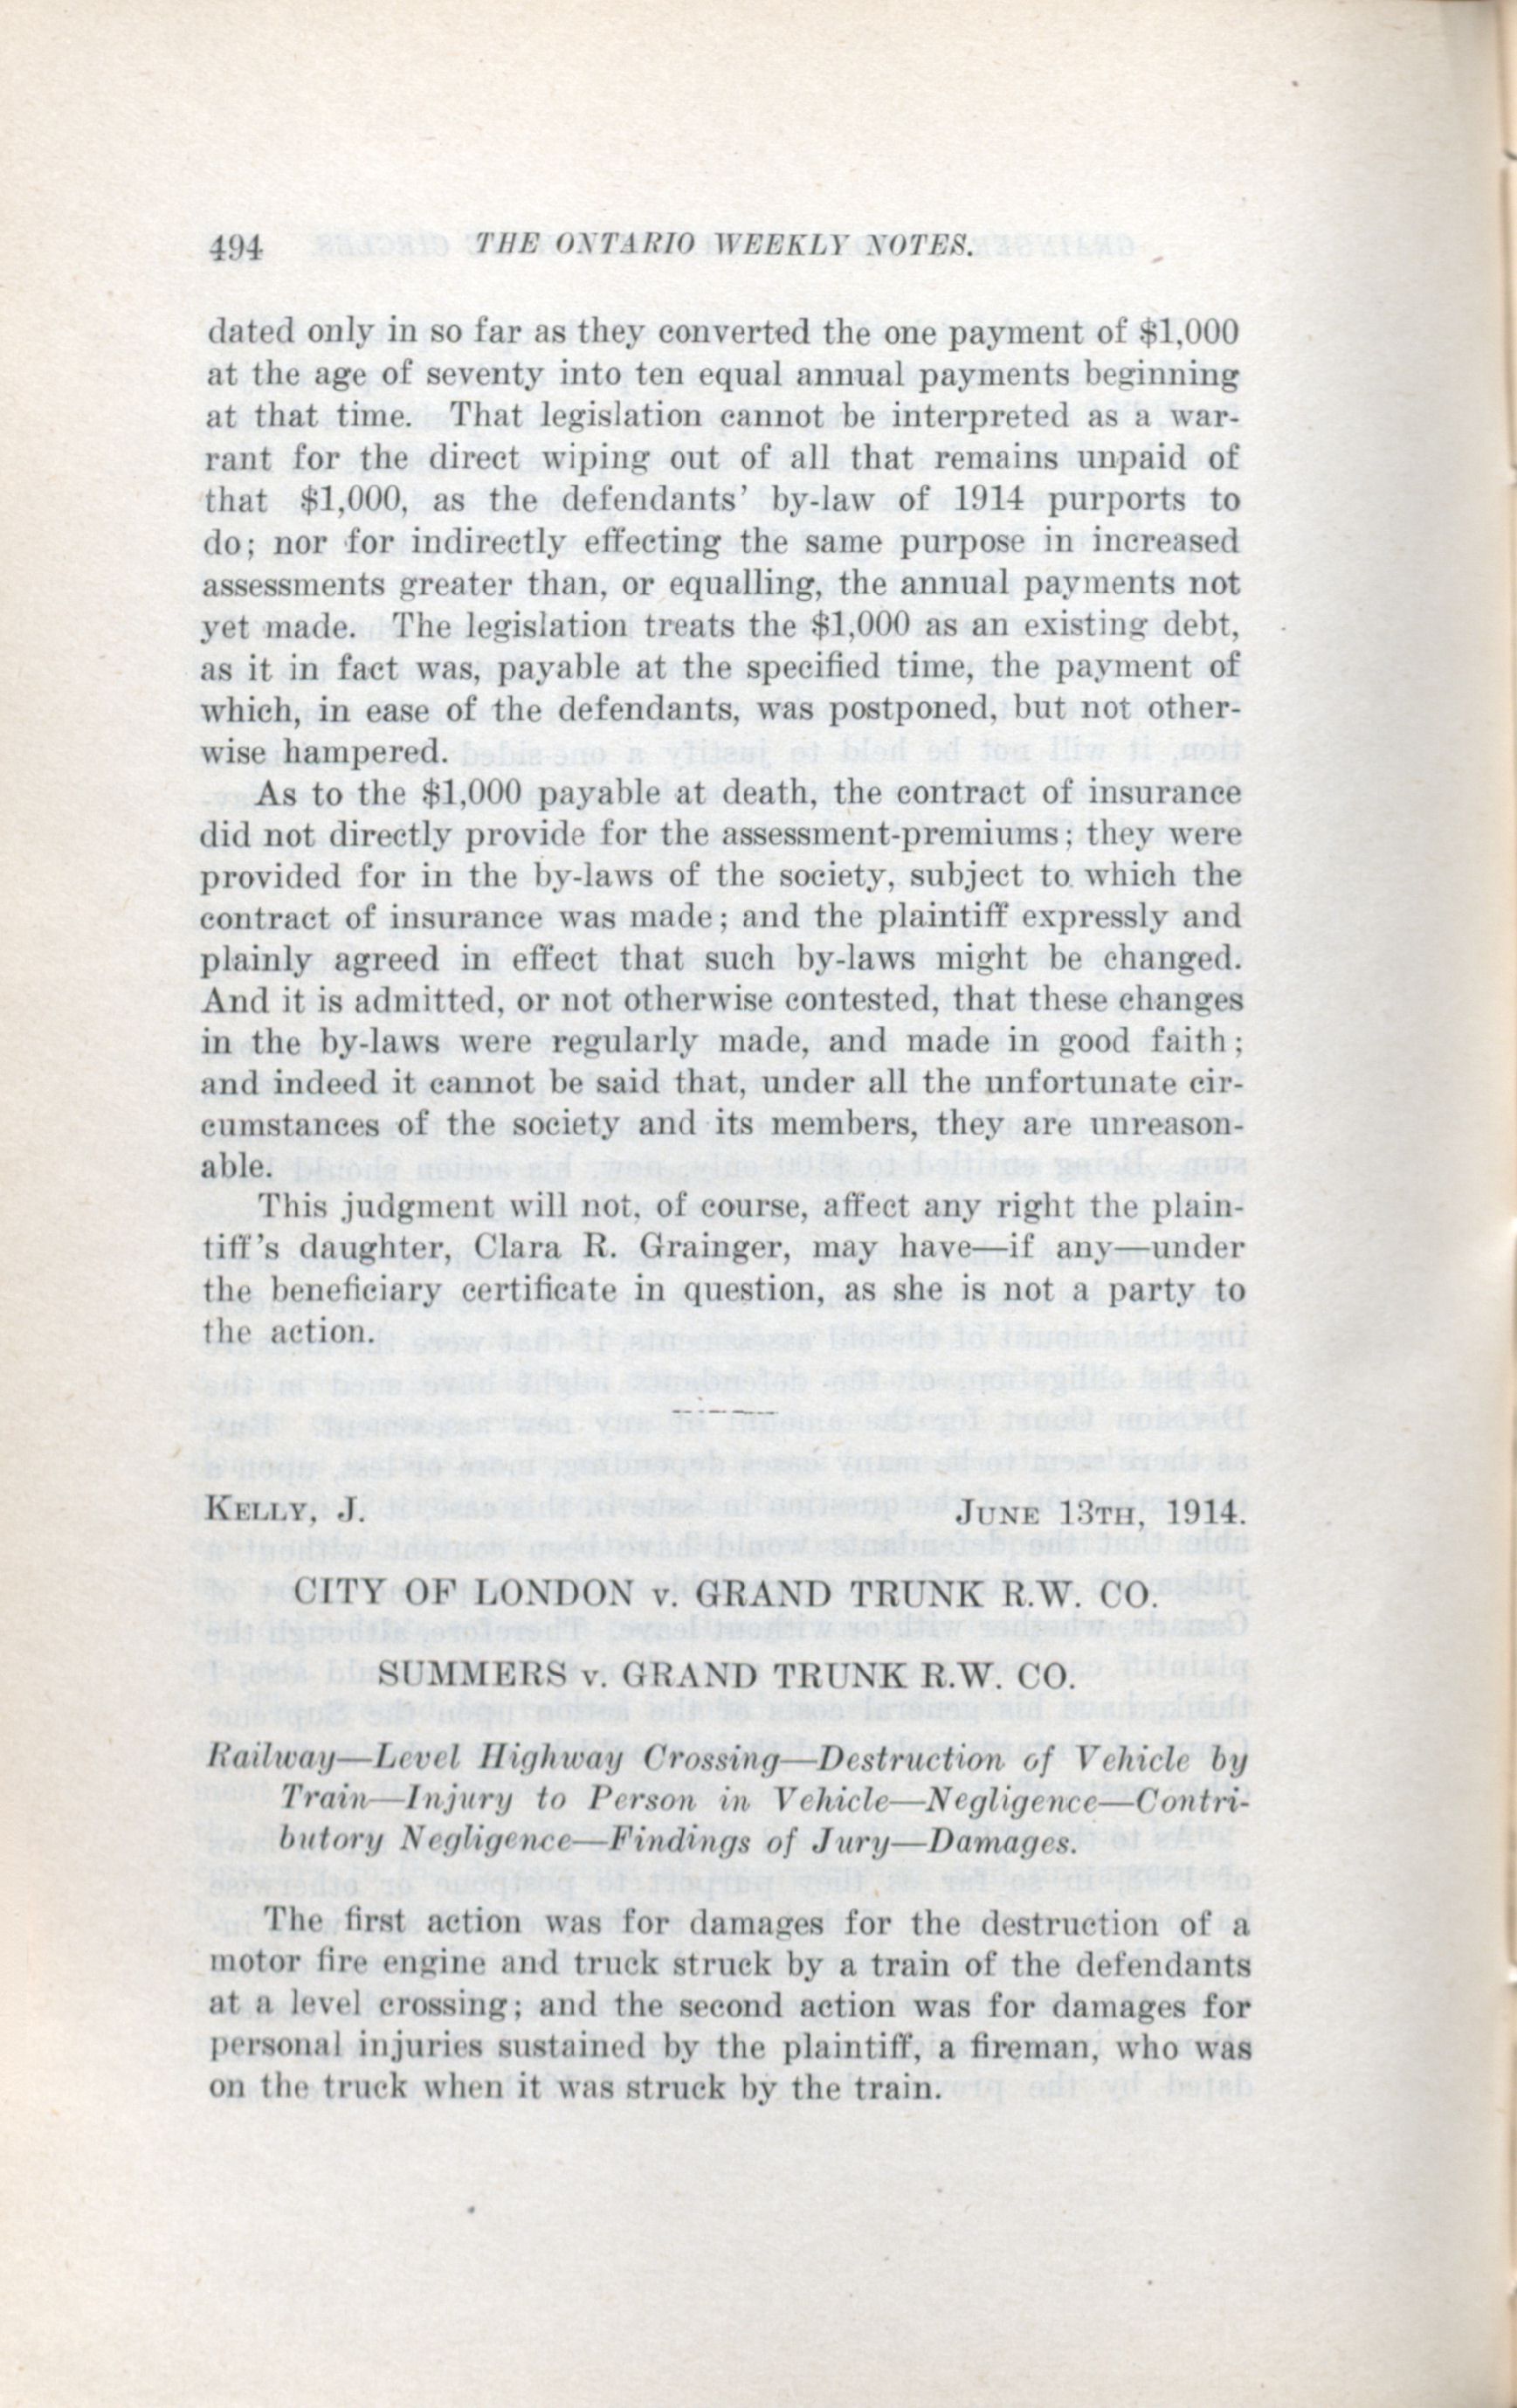 494 THE ONTARIO WEEKLY NOTES.
dated only in so far as they converted the one payment of $1,000
at the age of seventy into ten equal annual payments beginning
at that time. That legislation cannot be interpreted as a war-
rant for the direct wiping out of all that remains unpaid of
that $1,000, as the defendants' by-law of 1914 purports to
do; nor for indirectly effecting the same purpose in increased
assessments greater than, or equalling, the annual payments not
yet made. The legislation treats the $1,000 as an existing debt,
as it in fact was, payable at the specified time, the payment of
which, in ease of the defendants, was postponed, but not other-
wise hampered.
As to the $1,000 payable at death, the contract of insurance
did not directly provide for the assessment-premiums; they were
provided for in the by-laws of the society, subject to which the
contract of insurance was made; and the plaintiff expressly and
plainly agreed in effect that such by-laws might be changed.
And it is admitted, or not otherwise contested, that these changes
in the by-laws were regularly made, and made in good faith;
and indeed it cannot be said that, under all the unfortunate cir-
cumstances of the society and its members, they are unreason-
able.
This judgment will not, of course, affect any right the plain-
tiff's daughter, Clara R. Grainger, may have—if any—under
the beneficiary certificate in question, as she is not a party to
the action.
KELLY, J. JUNE 13TH, 1914.
CITY OF LONDON v. GRAND TRUNK R.W. CO.
SUMMERS v. GRAND TRUNK R.W. CO.
Railway—Level Highway Crossing—Destruction of Vehicle by
Train—Injury to Person in Vehicle—Negligence—Contri-
butory Negligence—Findings of Jury—Damages.
The first action was for damages for the destruction of a
motor fire engine and truck struck by a train of the defendants
at a level crossing; and the second action was for damages for
personal injuries sustained by the plaintiff, a fireman, who was
on the truck when it was struck by the train.